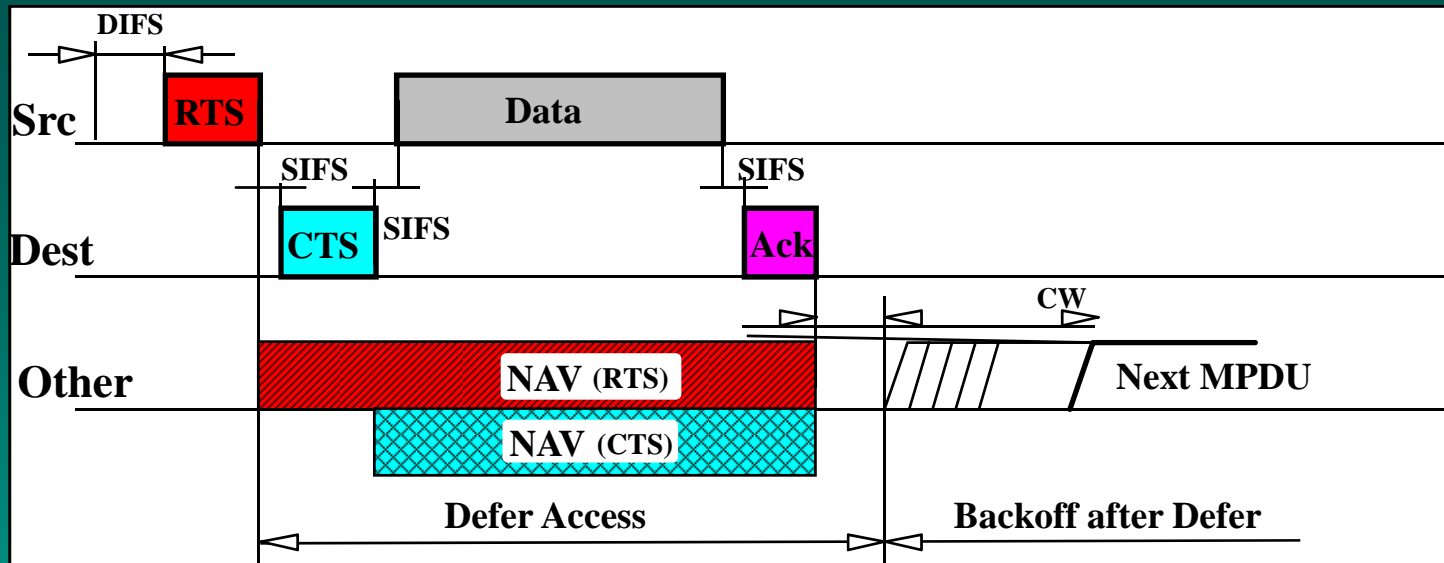 DIFS
Src
RTS
Data
SIFS
SIFS
Dest
CTS
SIFS
Ack
CW
Other
NAV (RTS)
Next MPDU
NAV (CTS)
Defer Access
Backoff after Defer